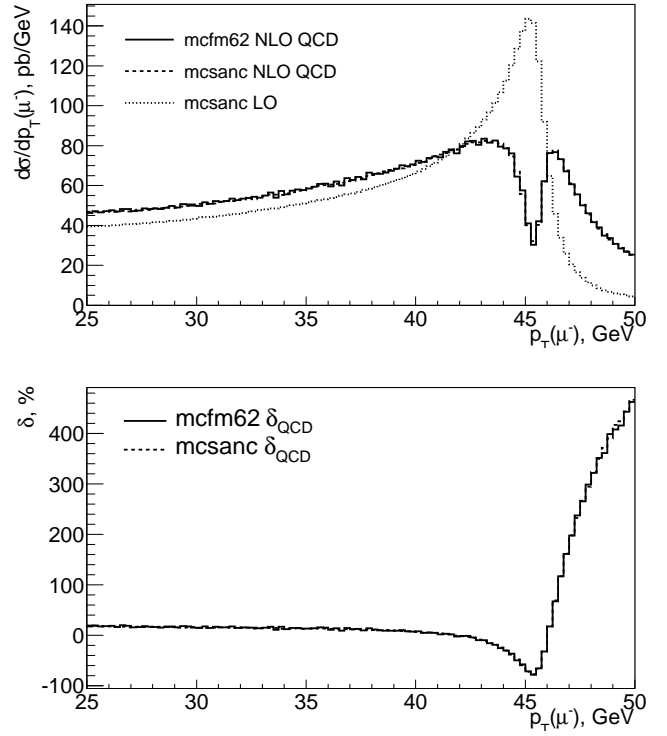 dσ/dp_T(μ⁻), pb/GeV
140
120
100
80
60
40
20
0
mcfm62 NLO QCD
mcsanc NLO QCD
mcsanc LO
25 30 35 40 45 50
p_T(μ⁻), GeV
δ, %
400
300
200
100
0
-100
mcfm62 δ_QCD
mcsanc δ_QCD
25 30 35 40 45 50
p_T(μ⁻), GeV